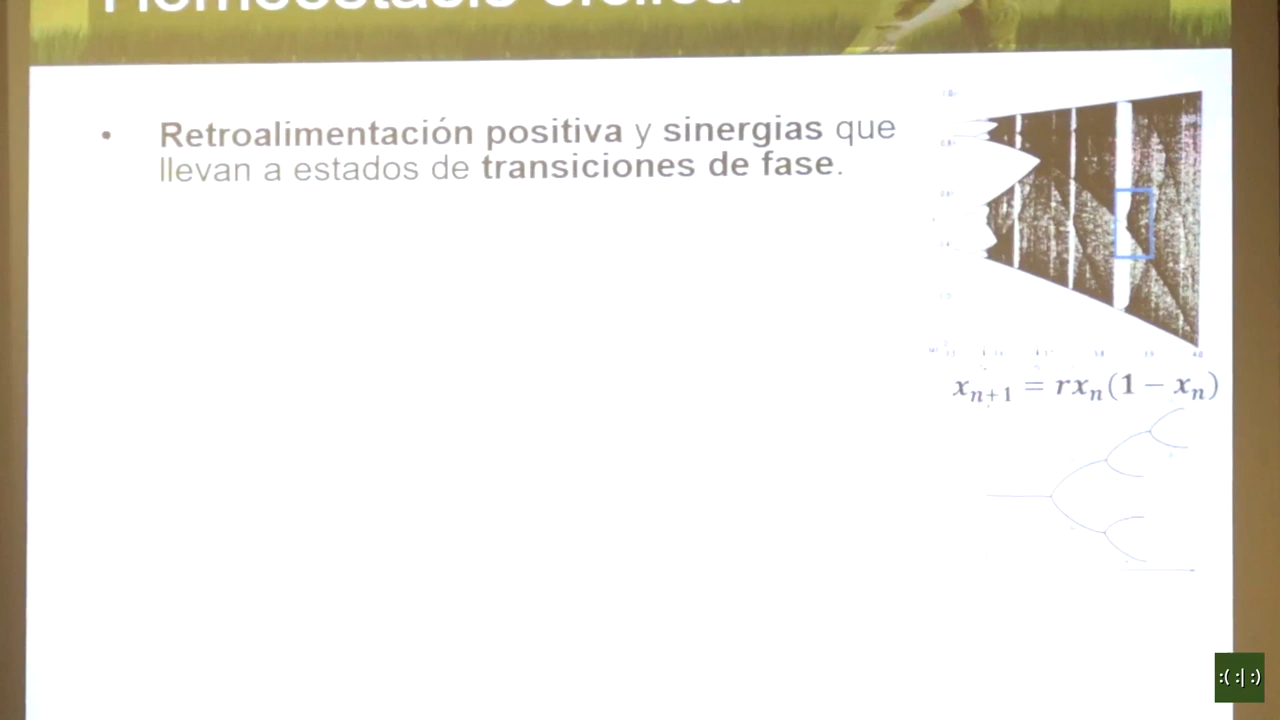 • Retroalimentación positiva y sinergias que
llevan a estados de transiciones de fase.
xₙ₊₁ = rxₙ(1 − xₙ)
:( :| :)